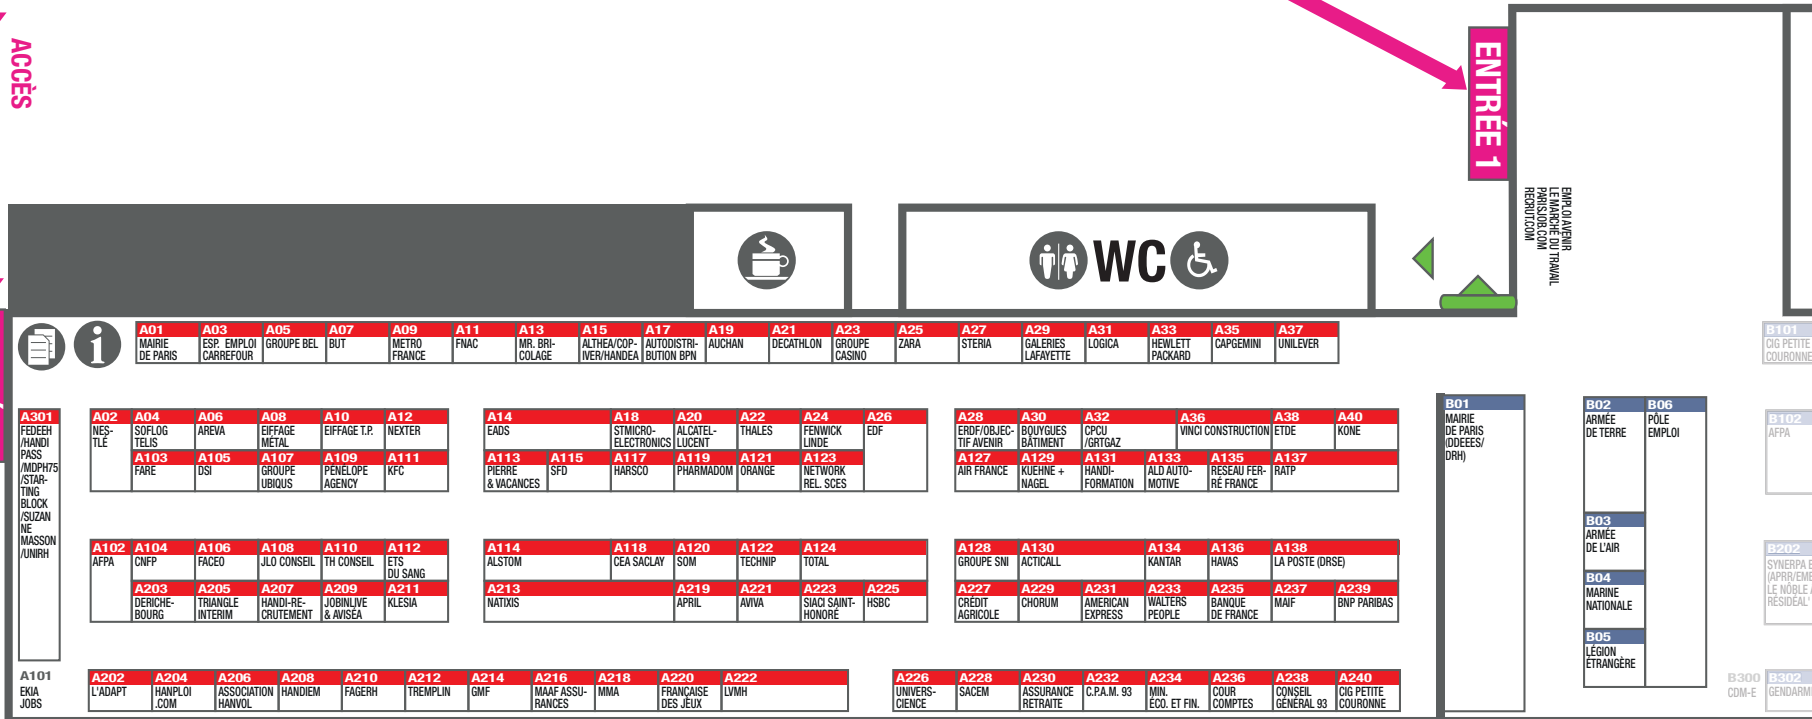 ACCÈS
ENTRÉE 1
EMPLOI AVENIR
LE MARCHÉ DU TRAVAIL
PARISJOB.COM
RECRUT.COM
WC
A01
MAIRIE
DE PARIS
A03
ESP. EMPLOI
CARREFOUR
A05
GROUPE BEL
A07
BUT
A09
METRO
FRANCE
A11
FNAC
A13
MR. BRI-
COLAGE
A15
ALTHEA/COP-
IVER/HANDEA
A17
AUTODISTRI-
BUTION BPN
A19
AUCHAN
A21
DECATHLON
A23
GROUPE
CASINO
A25
ZARA
A27
STERIA
A29
GALERIES
LAFAYETTE
A31
LOGICA
A33
HEWLETT
PACKARD
A35
CAPGEMINI
A37
UNILEVER
B101
CIG PETITE
COURONNE
A301
FEDEEH
/HANDI
PASS
/MDPH75
/STAR-
TING
BLOCK
/SUZAN
NE
MASSON
/UNIRH
A02
NES-
TLÉ
A04
SOFLOG
TELIS
A06
AREVA
A08
EIFFAGE
MÉTAL
A10
EIFFAGE T.P.
A12
NEXTER
A103
FARE
A105
DSI
A107
GROUPE
UBIQUS
A109
PÉNÉLOPE
AGENCY
A111
KFC
A14
EADS
A18
STMICRO-
ELECTRONICS
A20
ALCATEL-
LUCENT
A22
THALES
A24
FENWICK
LINDE
A26
EDF
A113
PIERRE
& VACANCES
A115
SFD
A117
HARSCO
A119
PHARMADOM
A121
ORANGE
A123
NETWORK
REL. SCES
A28
ERDF/OBJEC-
TIF AVENIR
A30
BOUYGUES
BÂTIMENT
A32
CPCU
/GRTGAZ
A36
VINCI CONSTRUCTION
A38
ETDE
A40
KONE
A127
AIR FRANCE
A129
KUEHNE +
NAGEL
A131
HANDI-
FORMATION
A133
ALD AUTO-
MOTIVE
A135
RESEAU FER-
RÉ FRANCE
A137
RATP
B01
MAIRIE
DE PARIS
(DDEEES/
DRH)
B02
ARMÉE
DE TERRE
B06
PÔLE
EMPLOI
B03
ARMÉE
DE L'AIR
B04
MARINE
NATIONALE
B05
LÉGION
ÉTRANGÈRE
B102
AFPA
A102
AFPA
A104
CNFP
A106
FACEO
A108
JLO CONSEIL
A110
TH CONSEIL
A112
ETS
DU SANG
A203
DERICHE-
BOURG
A205
TRIANGLE
INTERIM
A207
HANDI-RE-
CRUTEMENT
A209
JOBINLIVE
& AVISEA
A211
KLESIA
A114
ALSTOM
A118
CEA SACLAY
A120
SOM
A122
TECHNIP
A124
TOTAL
A213
NATIXIS
A219
APRIL
A221
AVIVA
A223
SIACI SAINT-
HONORÉ
A225
HSBC
A128
GROUPE SNI
A130
ACTICALL
A134
KANTAR
A136
HAVAS
A138
LA POSTE (DRSE)
A227
CRÉDIT
AGRICOLE
A229
CHORUM
A231
AMERICAN
EXPRESS
A233
WALTERS
PEOPLE
A235
BANQUE
DE FRANCE
A237
MAIF
A239
BNP PARIBAS
B202
SYNERPA
(APRR/
LE NÔBLE
RÉSIDÉAL'
A101
EKIA
JOBS
A202
L'ADAPT
A204
HANPLOI
.COM
A206
ASSOCIATION
HANVOL
A208
HANDIEM
A210
FAGERH
A212
TREMPLIN
A214
GMF
A216
MAAF ASSU-
RANCES
A218
MMA
A220
FRANÇAISE
DES JEUX
A222
LVMH
A226
UNIVERS-
CIENCE
A228
SACEM
A230
ASSURANCE
RETRAITE
A232
C.P.A.M. 93
A234
MIN.
ÉCO. ET FIN.
A236
COUR
COMPTES
A238
CONSEIL
GÉNÉRAL 93
A240
CIG PETITE
COURONNE
B300
CDM-E
B302